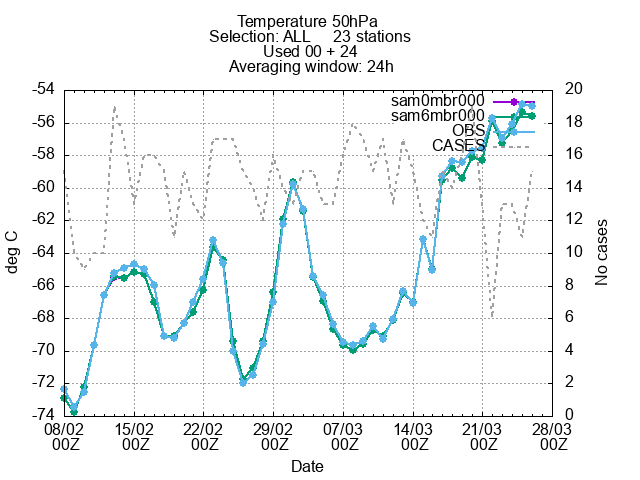 Temperature 50hPa
Selection: ALL     23 stations
Used 00 + 24
Averaging window: 24h
-54
-56
-58
-60
-62
-64
-66
-68
-70
-72
-74
deg C
sam0mbr000
sam6mbr000
OBS
CASES
20
18
16
14
12
10
8
6
4
2
0
No cases
08/02 15/02 22/02 29/02 07/03 14/03 21/03 28/03
00Z 00Z 00Z 00Z 00Z 00Z 00Z 00Z
Date